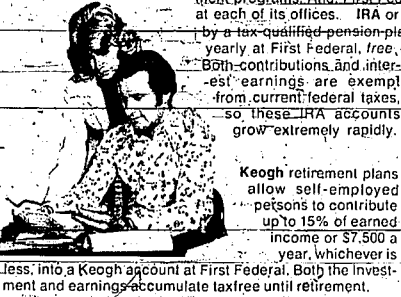 at each of its offices. IRA or
by a tax-qualified pension
yearly at First Federal, free.
Both contributions and inter-
est earnings are exempt
from current federal taxes,
so these IRA accounts
grow extremely rapidly.
Keogh retirement plans
allow self-employed
persons to contribute
up to 15% of earned
income or $7,500 a
year, whichever is
less, into a Keogh account at First Federal. Both the invest-
ment and earnings accumulate taxfree until retirement.